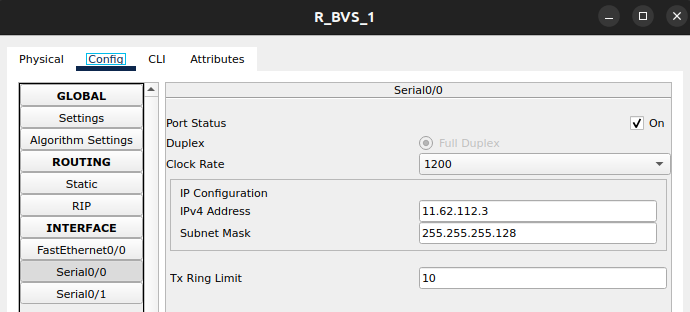 R_BVS_1
Physical Config CLI Attributes
GLOBAL
Settings
Algorithm Settings
ROUTING
Static
RIP
INTERFACE
FastEthernet0/0
Serial0/0
Serial0/1
Serial0/0
Port Status On
Duplex Full Duplex
Clock Rate 1200
IP Configuration
IPv4 Address 11.62.112.3
Subnet Mask 255.255.255.128
Tx Ring Limit 10